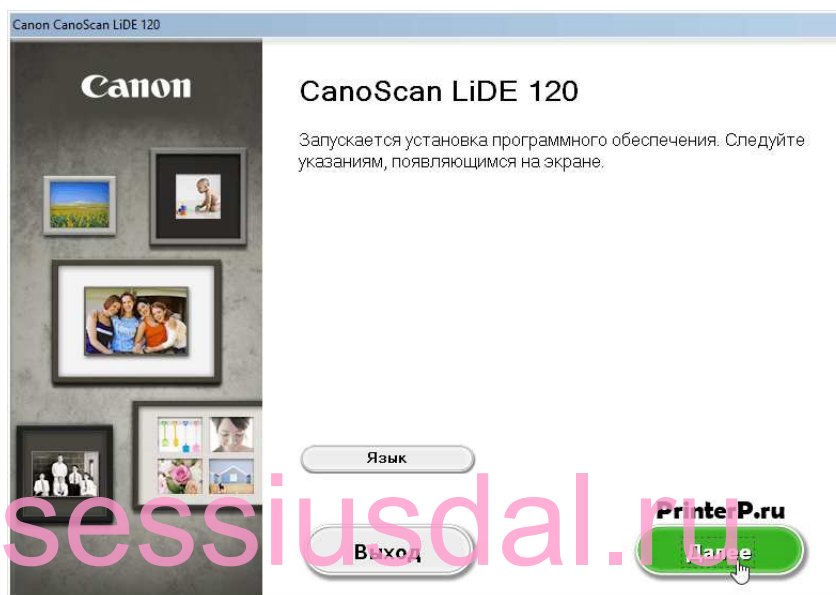 Canon CanoScan LiDE 120
Canon
CanoScan LiDE 120
Запускается установка программного обеспечения. Следуйте
указаниям, появляющимся на экране.
Язык
PrinterP.ru
sessiusdal.ru
Выход
Далее